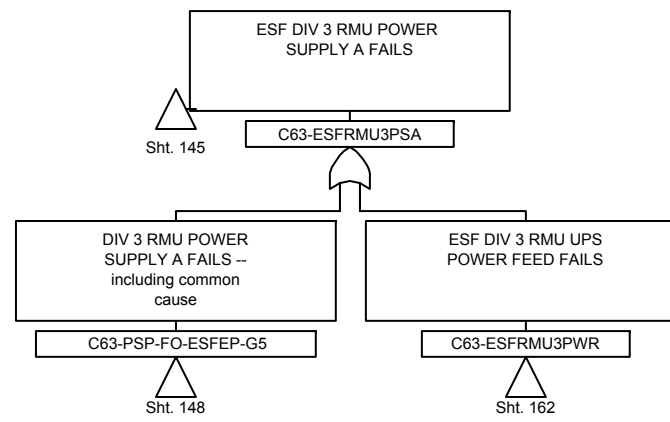 ESF DIV 3 RMU POWER
SUPPLY A FAILS
Sht. 145
C63-ESFRMU3PSA
DIV 3 RMU POWER
SUPPLY A FAILS --
including common
cause
C63-PSP-FO-ESFEP-G5
Sht. 148
ESF DIV 3 RMU UPS
POWER FEED FAILS
C63-ESFRMU3PWR
Sht. 162